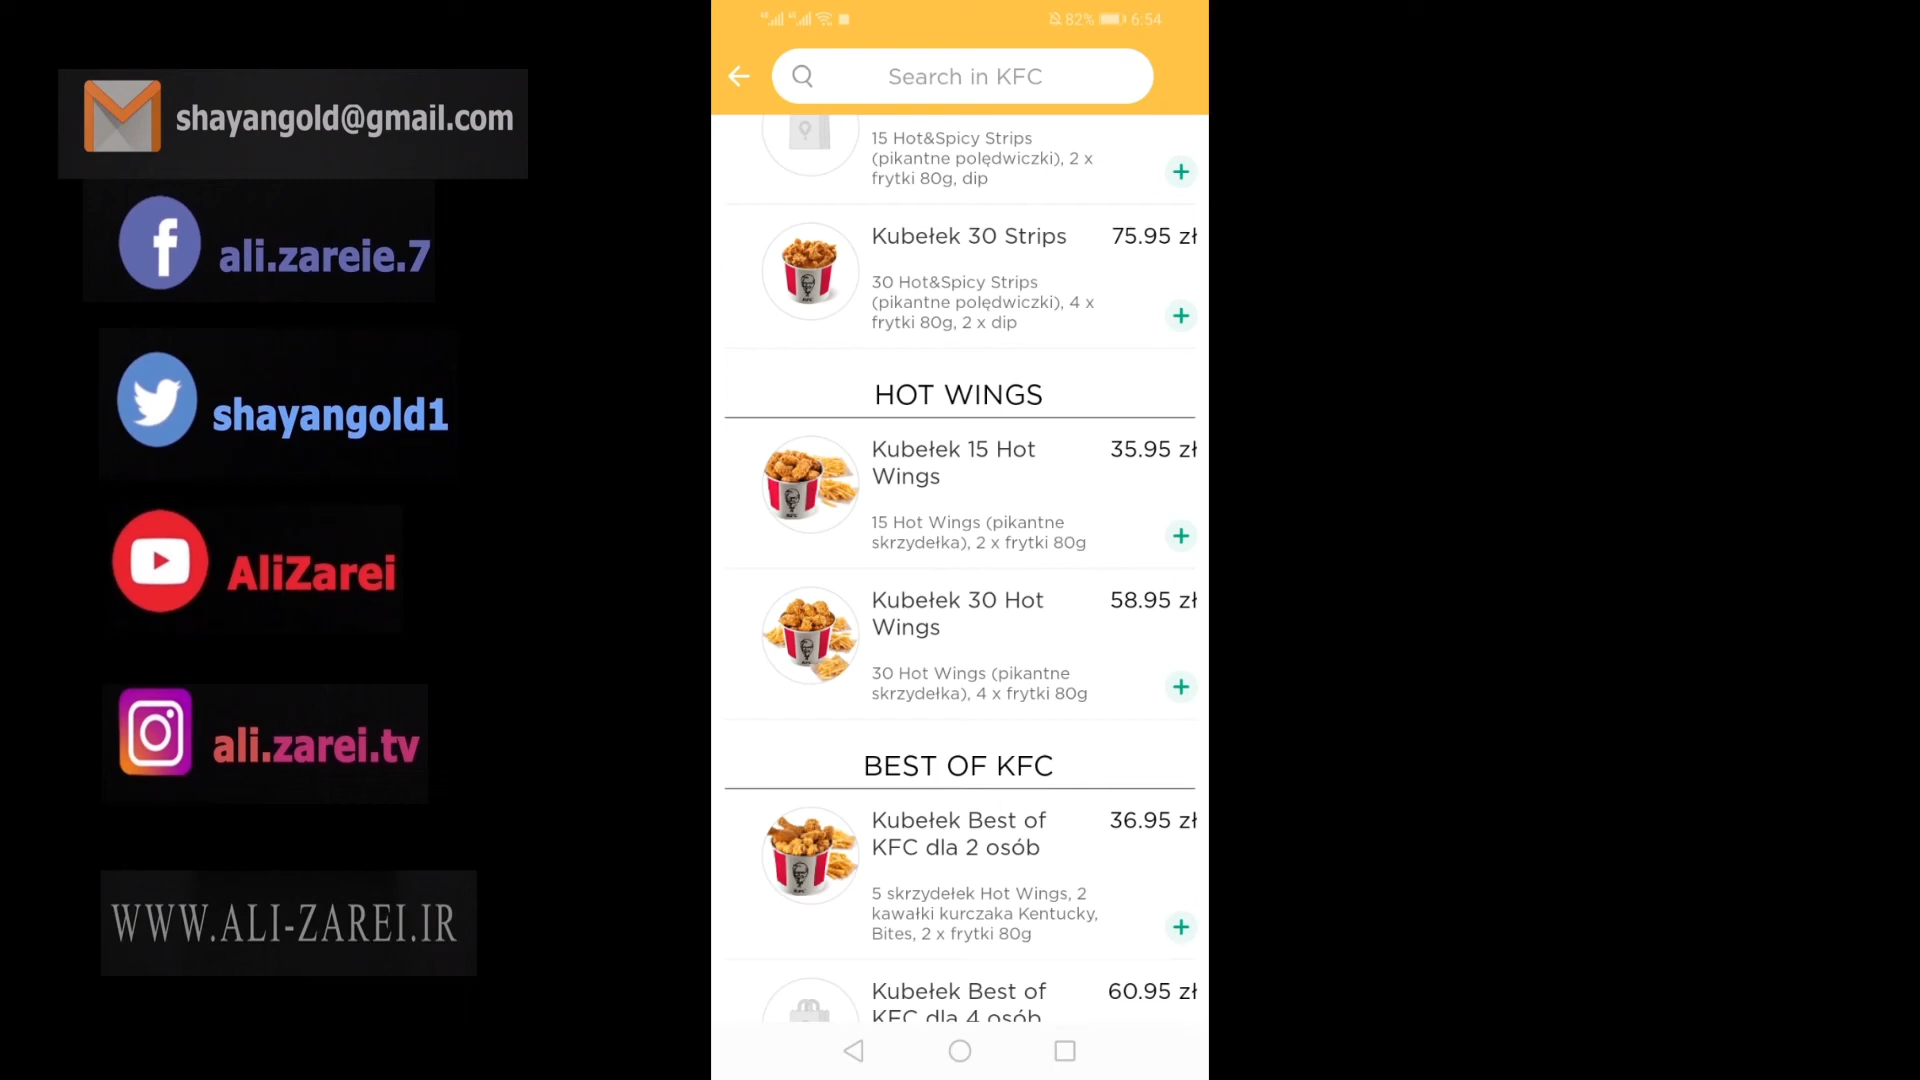 shayangold@gmail.com
ali.zareie.7
shayangold1
AliZarei
ali.zarei.tv
WWW.ALI-ZAREI.IR
82% 6:54
Search in KFC
15 Hot&Spicy Strips
(pikantne polędwiczki), 2 x
frytki 80g, dip
Kubełek 30 Strips 75.95 zł
30 Hot&Spicy Strips
(pikantne polędwiczki), 4 x
frytki 80g, 2 x dip
HOT WINGS
Kubełek 15 Hot 35.95 zł
Wings
15 Hot Wings (pikantne
skrzydełka), 2 x frytki 80g
Kubełek 30 Hot 58.95 zł
Wings
30 Hot Wings (pikantne
skrzydełka), 4 x frytki 80g
BEST OF KFC
Kubełek Best of 36.95 zł
KFC dla 2 osób
5 skrzydełek Hot Wings, 2
kawałki kurczaka Kentucky,
Bites, 2 x frytki 80g
Kubełek Best of 60.95 zł
KFC dla 4 osób